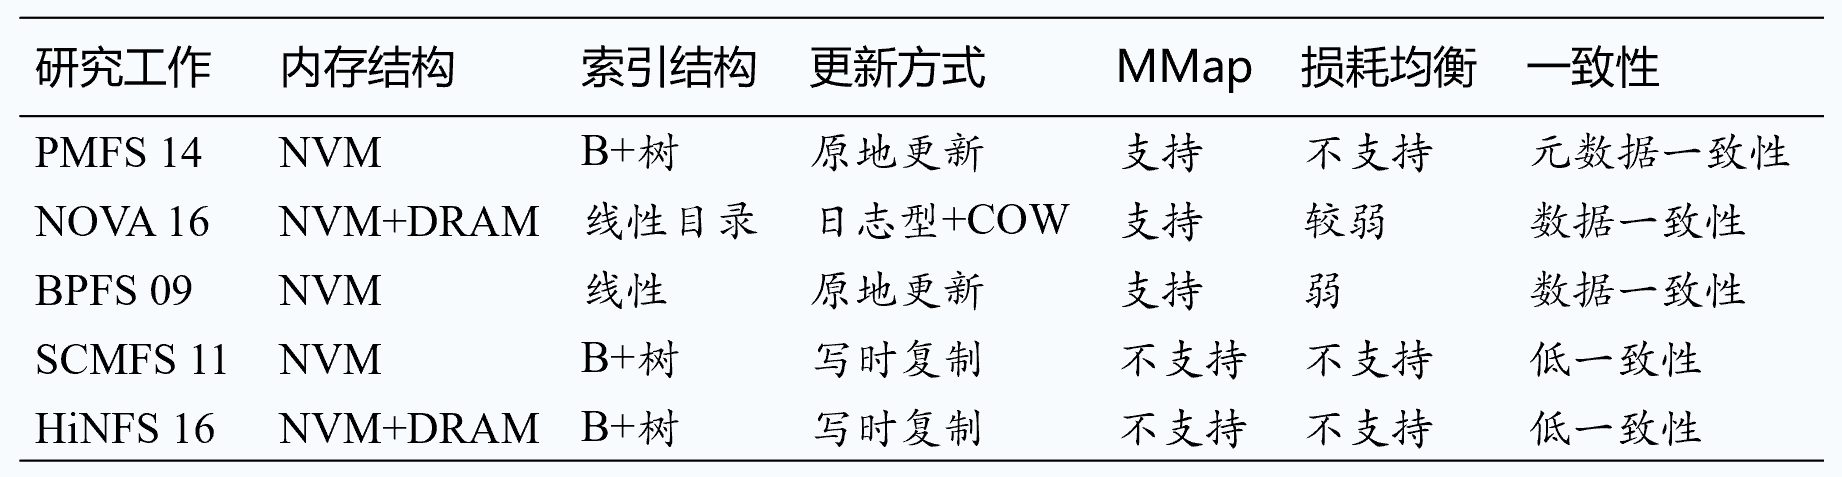 研究工作 内存结构 索引结构 更新方式 MMap 损耗均衡 一致性
PMFS 14 NVM B+树 原地更新 支持 不支持 元数据一致性
NOVA 16 NVM+DRAM 线性目录 日志型+COW 支持 较弱 数据一致性
BPFS 09 NVM 线性 原地更新 支持 弱 数据一致性
SCMFS 11 NVM B+树 写时复制 不支持 不支持 低一致性
HiNFS 16 NVM+DRAM B+树 写时复制 不支持 不支持 低一致性